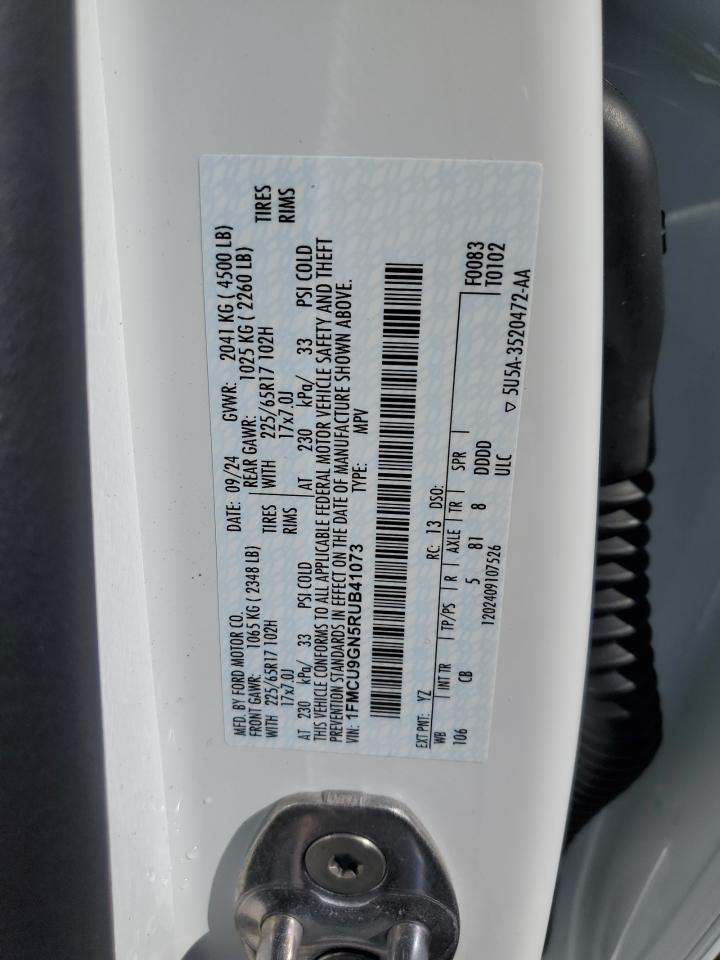 MFD. BY FORD MOTOR CO. DATE: 09/24 GVWR: 2041 KG ( 4500 LB)
FRONT GAWR: 1065 KG ( 2348 LB) REAR GAWR: 1025 KG ( 2260 LB)
WITH 225/65R17 102H TIRES WITH 225/65R17 102H TIRES
17x7.0J RIMS 17x7.0J RIMS
AT 230 kPa/ 33 PSI COLD AT 230 kPa/ 33 PSI COLD
THIS VEHICLE CONFORMS TO ALL APPLICABLE FEDERAL MOTOR VEHICLE SAFETY AND THEFT
PREVENTION STANDARDS IN EFFECT ON THE DATE OF MANUFACTURE SHOWN ABOVE.
VIN: 1FMCU9GN5RUB41073 TYPE: MPV
EXT PNT: YZ RC: 13 DSO: F0083
WB INT TR TP/PS R AXLE TR SPR T0102
106 CB 5 81 8 DDDD
1202409107526 ULC ▽ 5U5A-3520472-AA